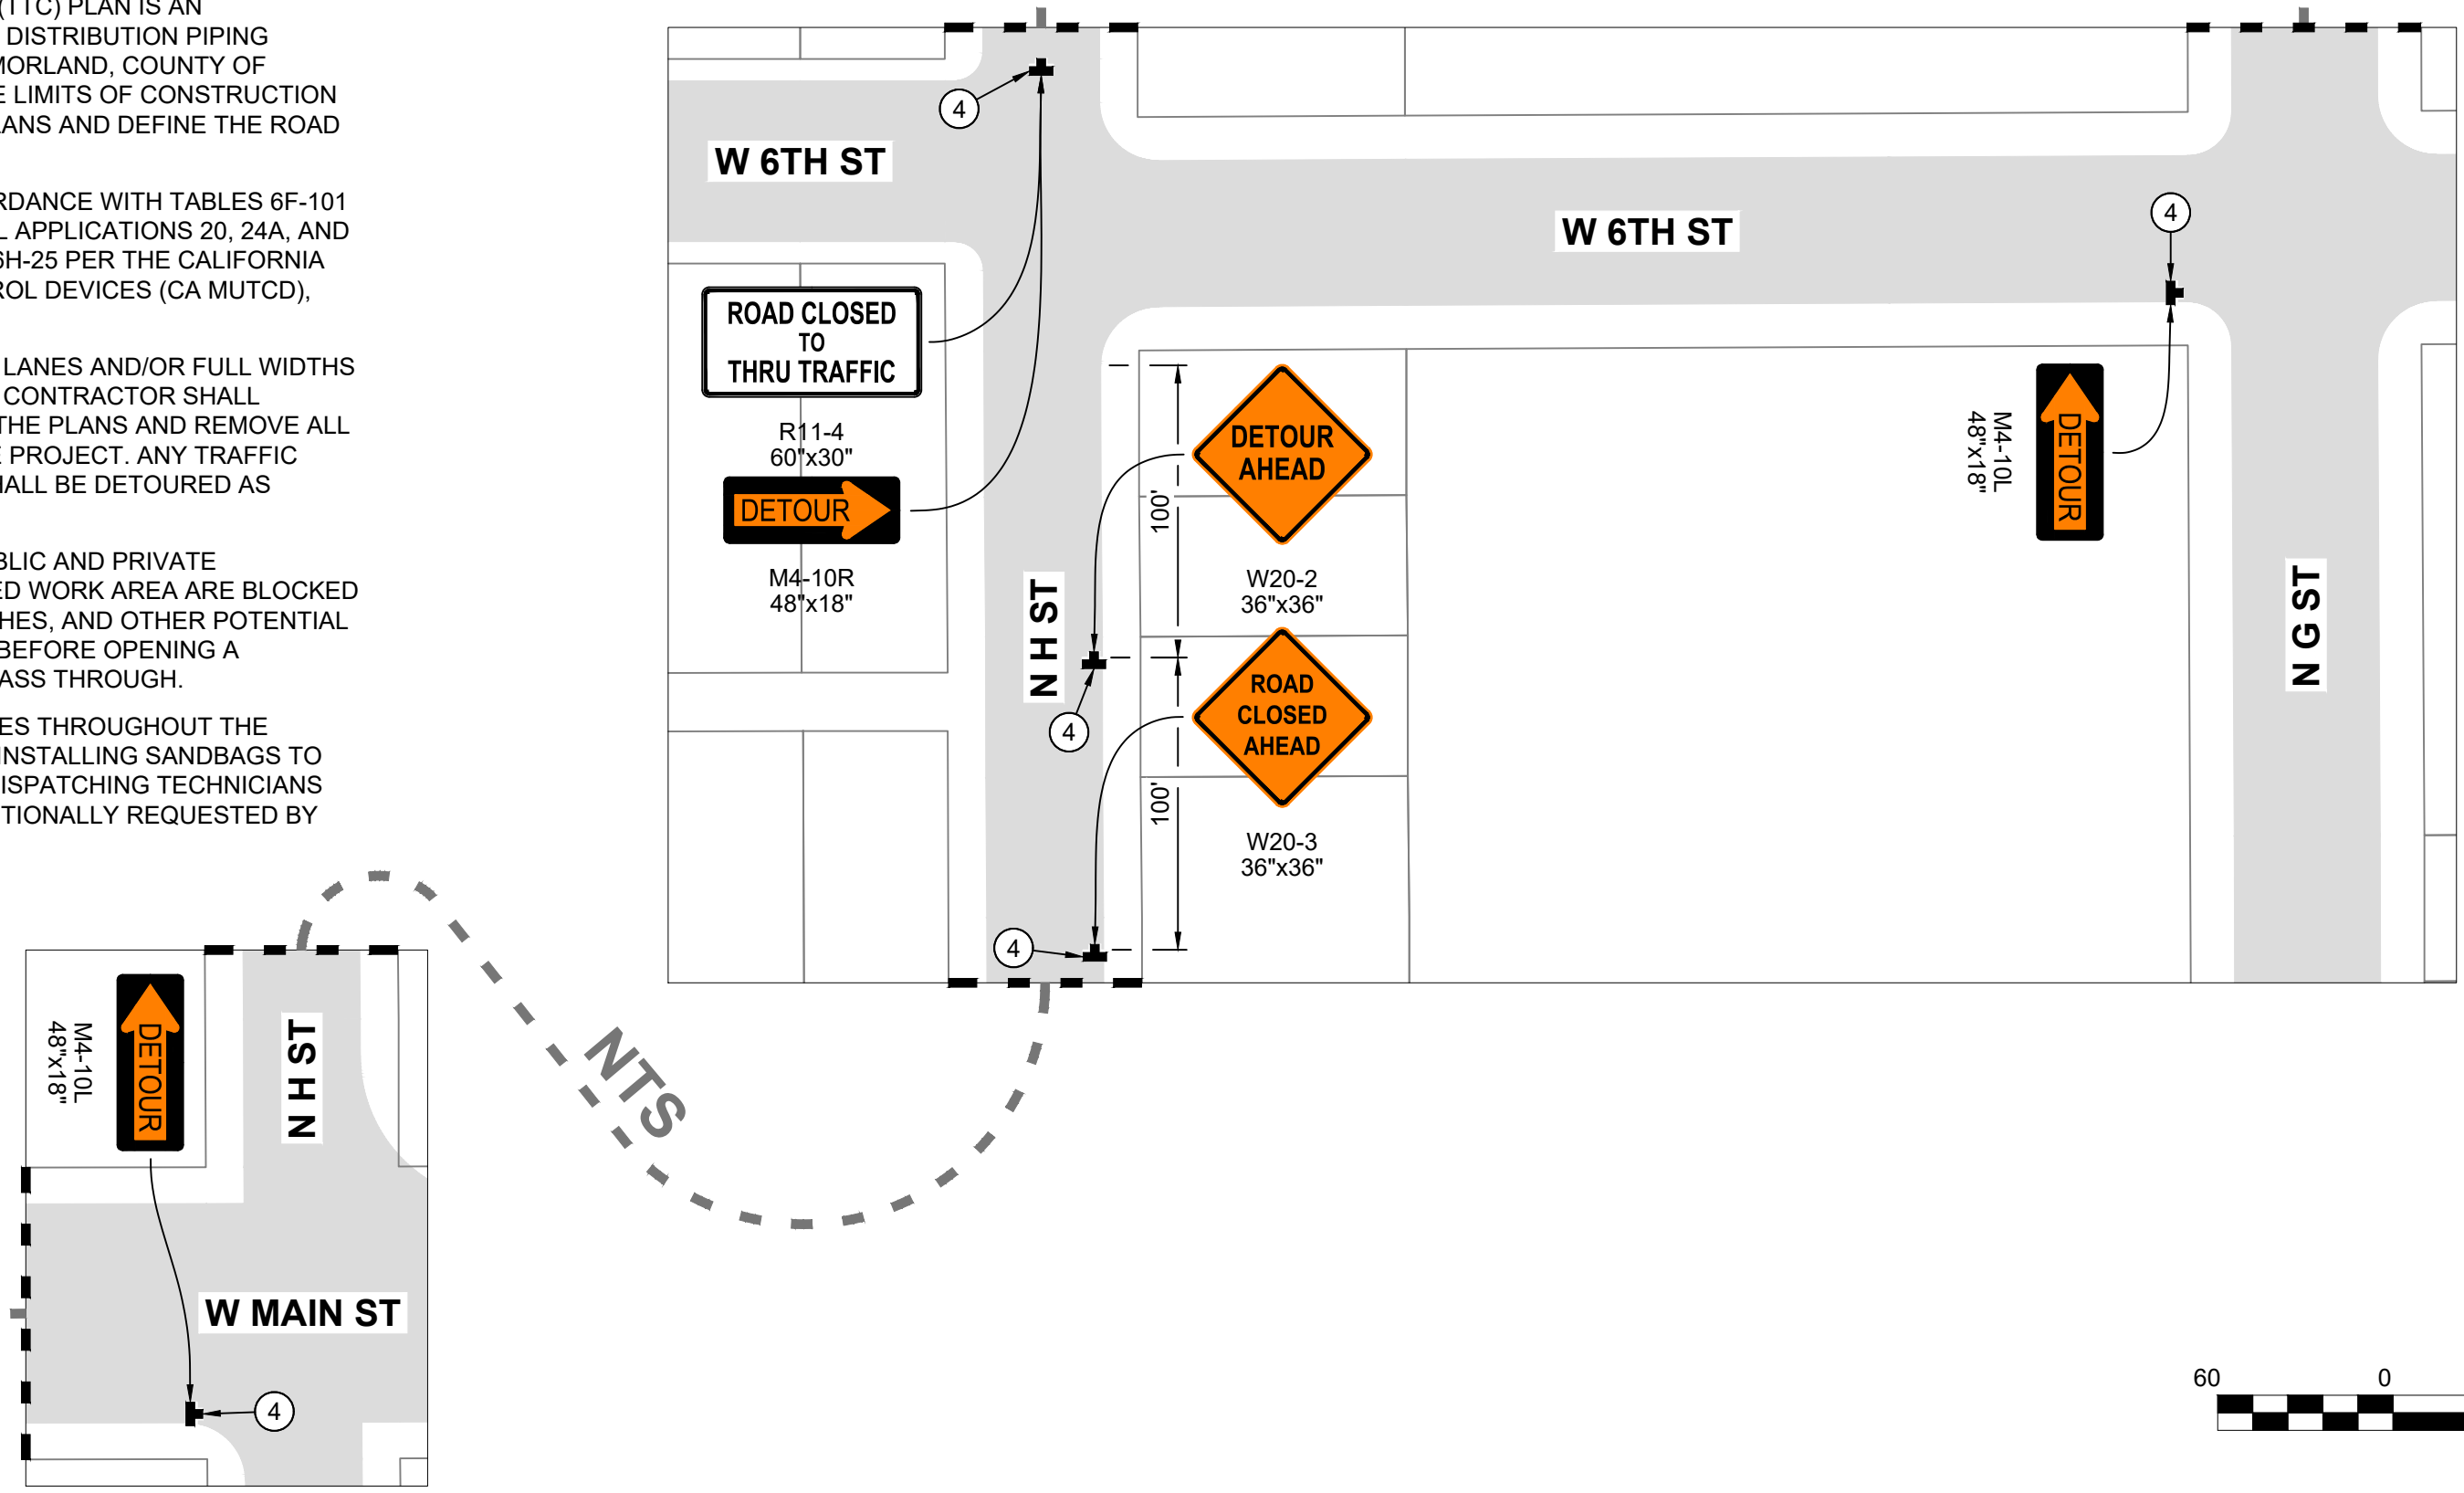 (TTC) PLAN IS AN
DISTRIBUTION PIPING
MORLAND, COUNTY OF
E LIMITS OF CONSTRUCTION
LANS AND DEFINE THE ROAD
RDANCE WITH TABLES 6F-101
L APPLICATIONS 20, 24A, AND
6H-25 PER THE CALIFORNIA
ROL DEVICES (CA MUTCD),
LANES AND/OR FULL WIDTHS
CONTRACTOR SHALL
THE PLANS AND REMOVE ALL
E PROJECT. ANY TRAFFIC
HALL BE DETOURED AS
BLIC AND PRIVATE
ED WORK AREA ARE BLOCKED
HES, AND OTHER POTENTIAL
BEFORE OPENING A
ASS THROUGH.
ES THROUGHOUT THE
INSTALLING SANDBAGS TO
ISPATCHING TECHNICIANS
TIONALLY REQUESTED BY
4
W 6TH ST
W 6TH ST
4
ROAD CLOSED
TO
THRU TRAFFIC
R11-4
60"x30"
DETOUR
M4-10R
48"x18"
N H ST
DETOUR
AHEAD
W20-2
36"x36"
100'
4
ROAD
CLOSED
AHEAD
W20-3
36"x36"
100'
4
DETOUR
M4-10L
48"x18"
N G ST
NTS
DETOUR
M4-10L
48"x18"
N H ST
W MAIN ST
4
60 0